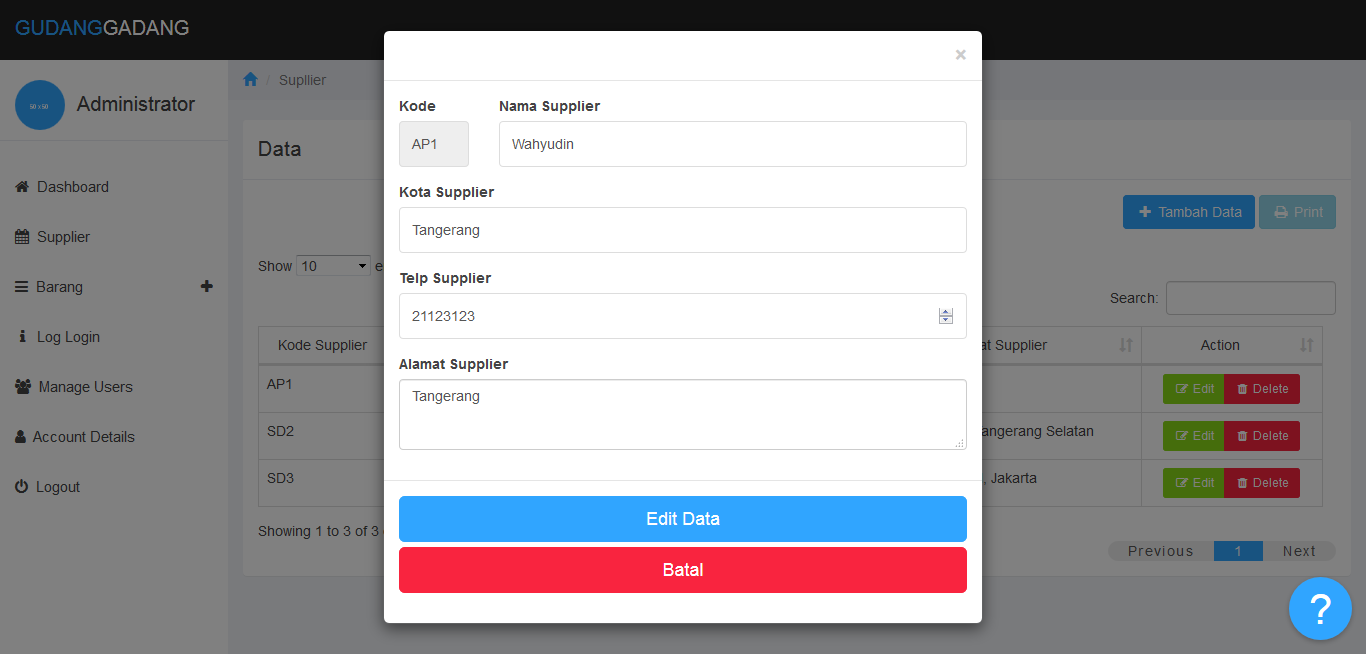 GUDANGGADANG
×
50 x 50
Administrator
Supllier
Dashboard
Supplier
Barang
Log Login
Manage Users
Account Details
Logout
Data
Tambah Data
Print
Show 10 e
Search:
Kode Supplier
at Supplier
Action
AP1
Edit
Delete
SD2
angerang Selatan
Edit
Delete
SD3
, Jakarta
Edit
Delete
Showing 1 to 3 of 3
Previous 1 Next
Kode
Nama Supplier
AP1
Wahyudin
Kota Supplier
Tangerang
Telp Supplier
21123123
Alamat Supplier
Tangerang
Edit Data
Batal
?